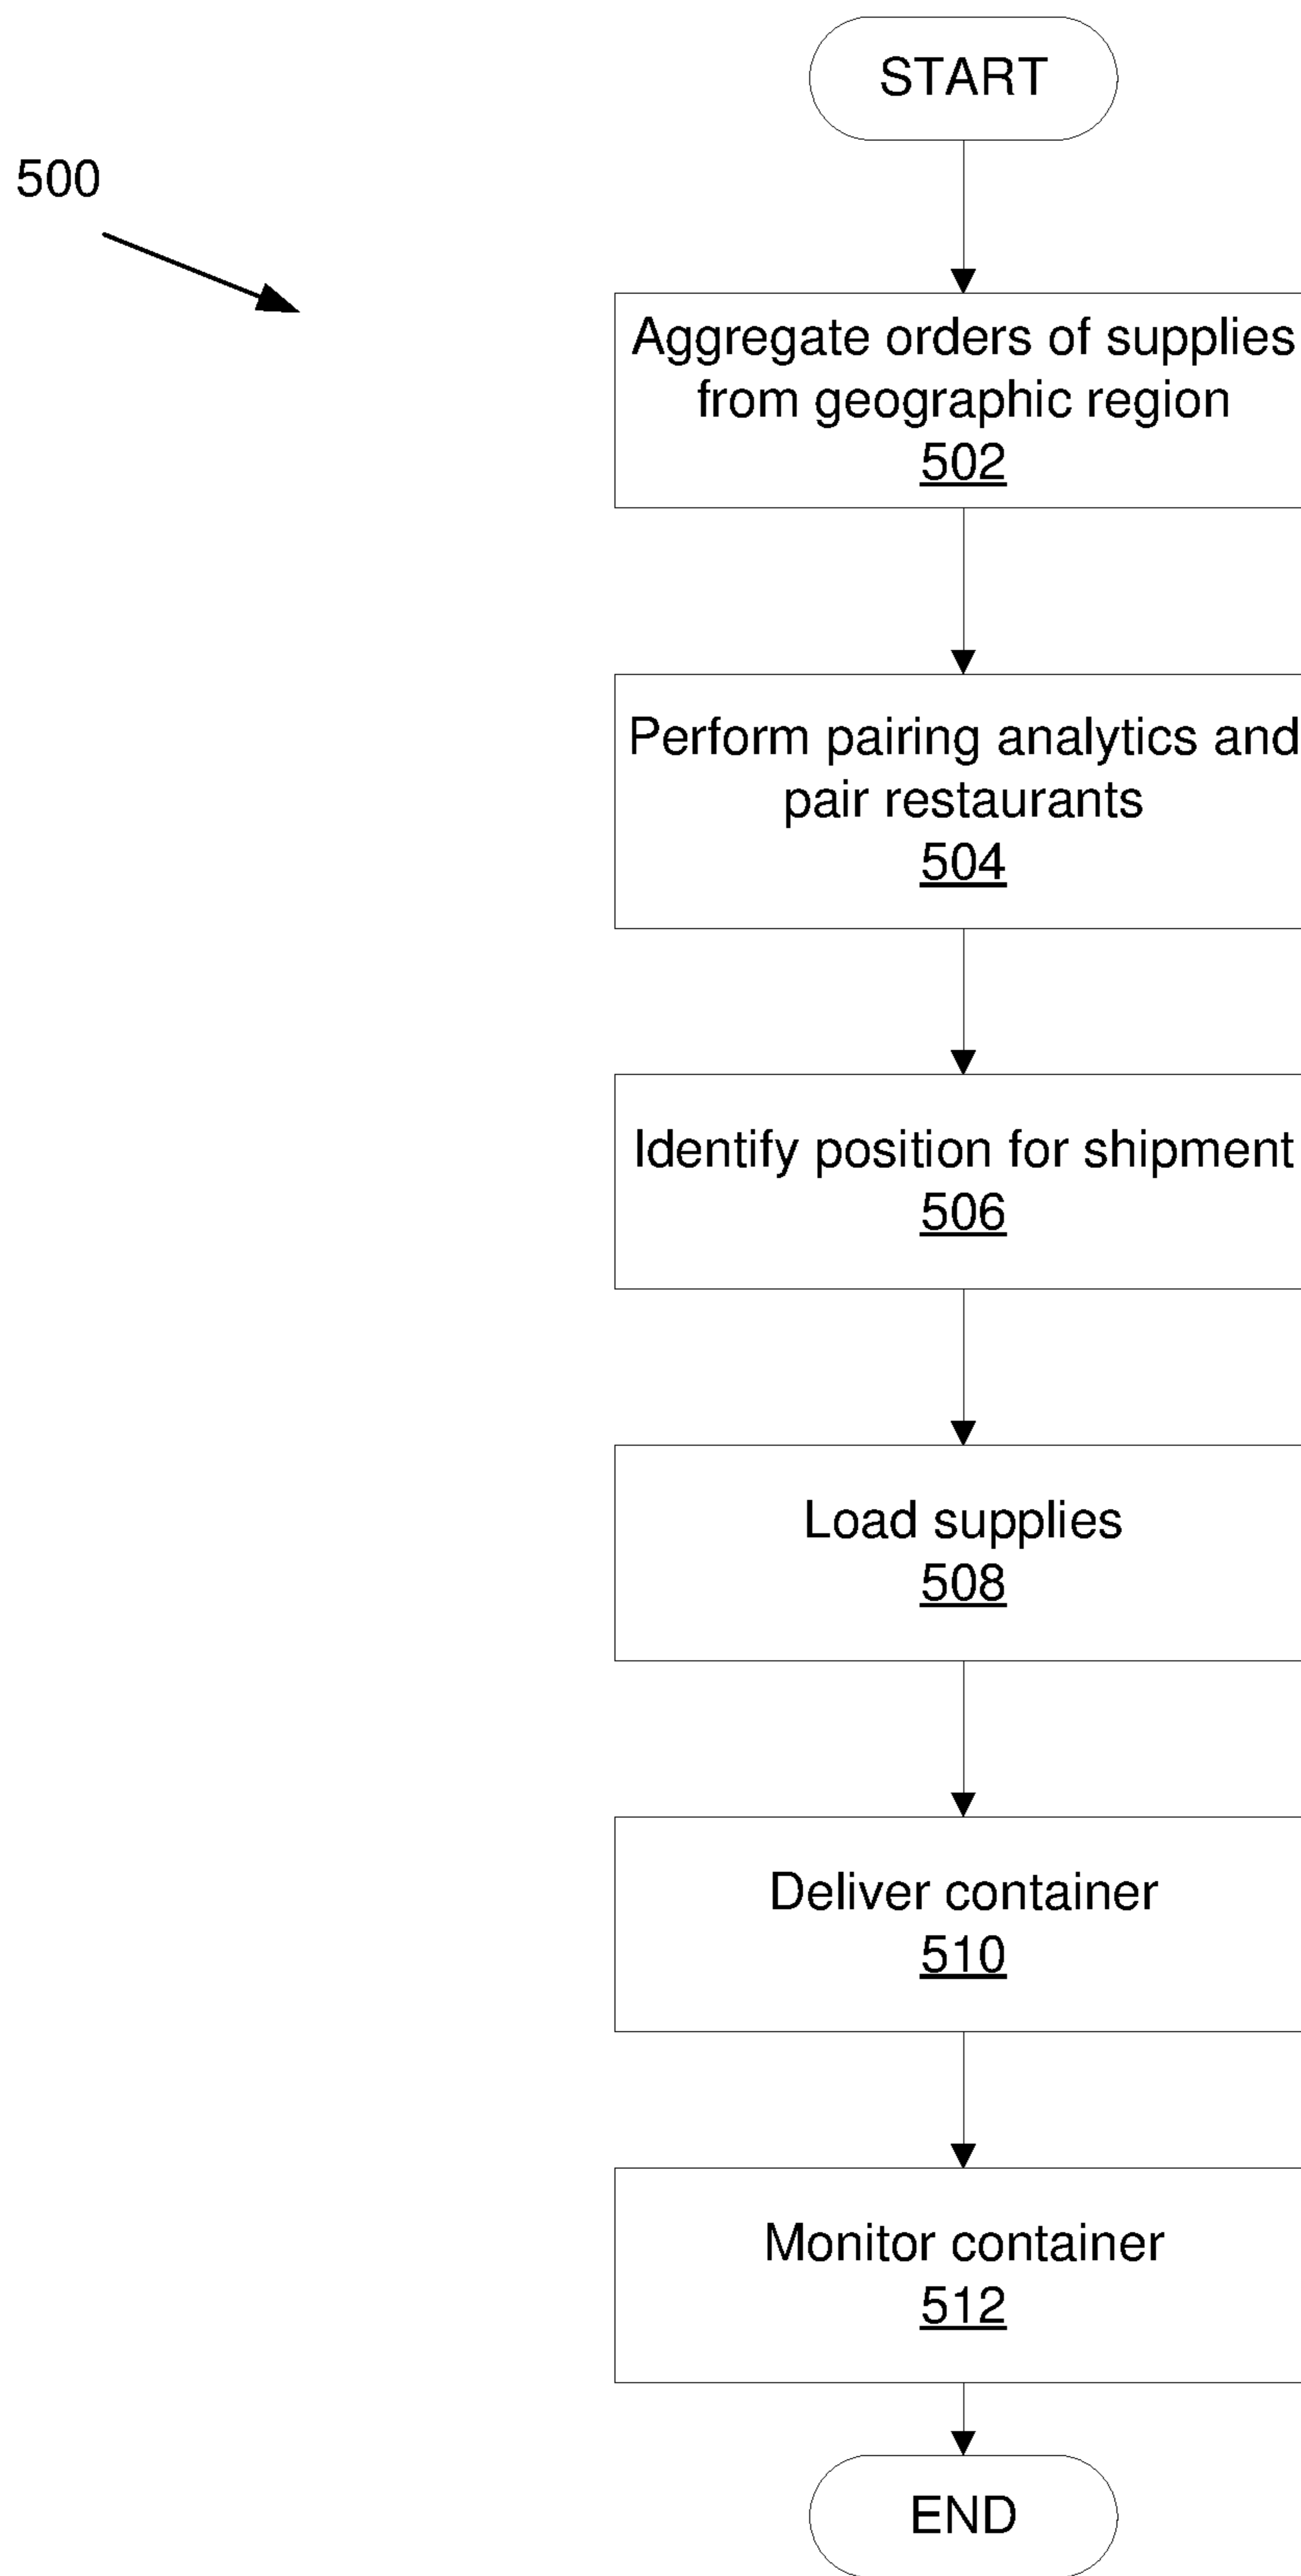 START
500
Aggregate orders of supplies
from geographic region
502
Perform pairing analytics and
pair restaurants
504
Identify position for shipment
506
Load supplies
508
Deliver container
510
Monitor container
512
END